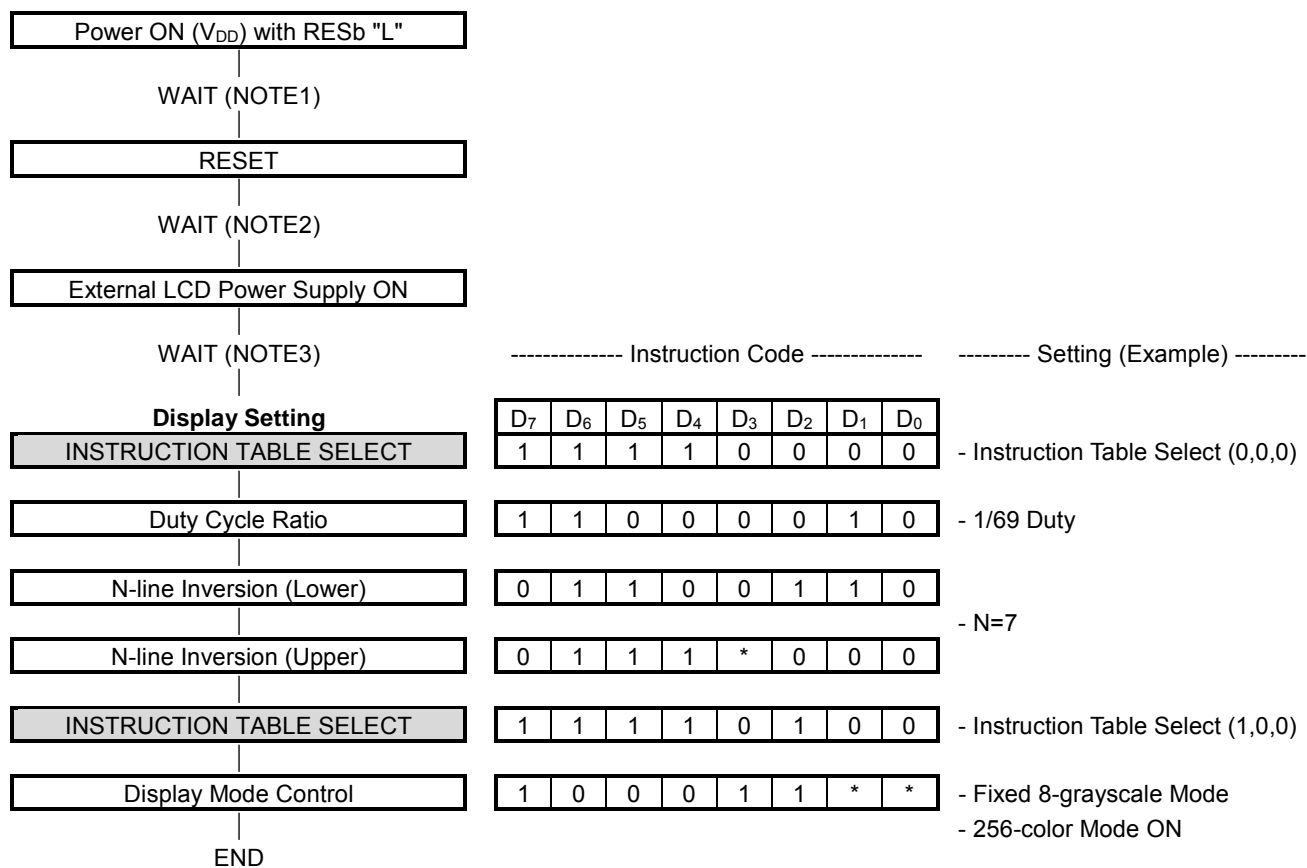 Power ON (VDD) with RESb "L"
WAIT (NOTE1)
RESET
WAIT (NOTE2)
External LCD Power Supply ON
WAIT (NOTE3) -------------- Instruction Code -------------- --------- Setting (Example) ---------
Display Setting D7 D6 D5 D4 D3 D2 D1 D0
INSTRUCTION TABLE SELECT 1 1 1 1 0 0 0 0 - Instruction Table Select (0,0,0)
Duty Cycle Ratio 1 1 0 0 0 0 1 0 - 1/69 Duty
N-line Inversion (Lower) 0 1 1 0 0 1 1 0
- N=7
N-line Inversion (Upper) 0 1 1 1 * 0 0 0
INSTRUCTION TABLE SELECT 1 1 1 1 0 1 0 0 - Instruction Table Select (1,0,0)
Display Mode Control 1 0 0 0 1 1 * * - Fixed 8-grayscale Mode
- 256-color Mode ON
END